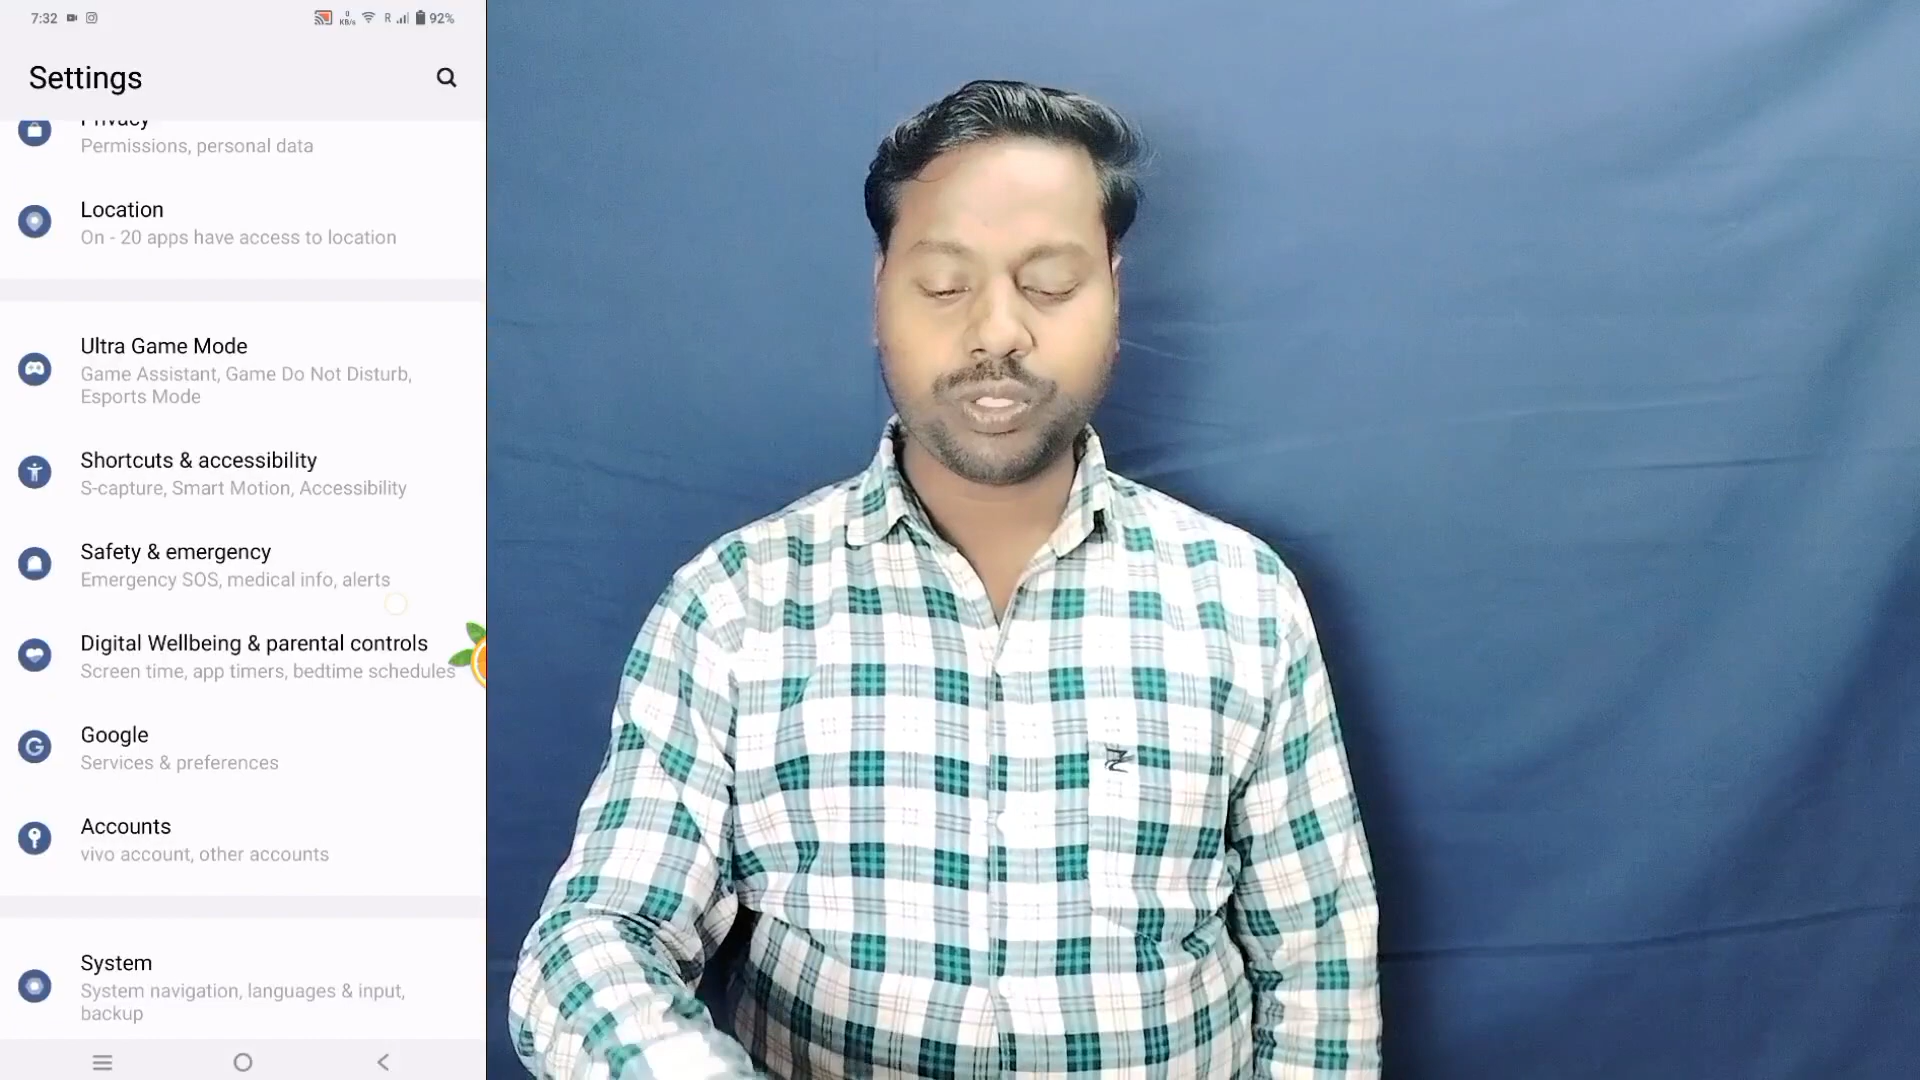 7:32
0
KB/s
R
92%
Settings
Privacy
Permissions, personal data
Location
On - 20 apps have access to location
Ultra Game Mode
Game Assistant, Game Do Not Disturb,
Esports Mode
Shortcuts & accessibility
S-capture, Smart Motion, Accessibility
Safety & emergency
Emergency SOS, medical info, alerts
Digital Wellbeing & parental controls
Screen time, app timers, bedtime schedules
Google
Services & preferences
Accounts
vivo account, other accounts
System
System navigation, languages & input,
backup